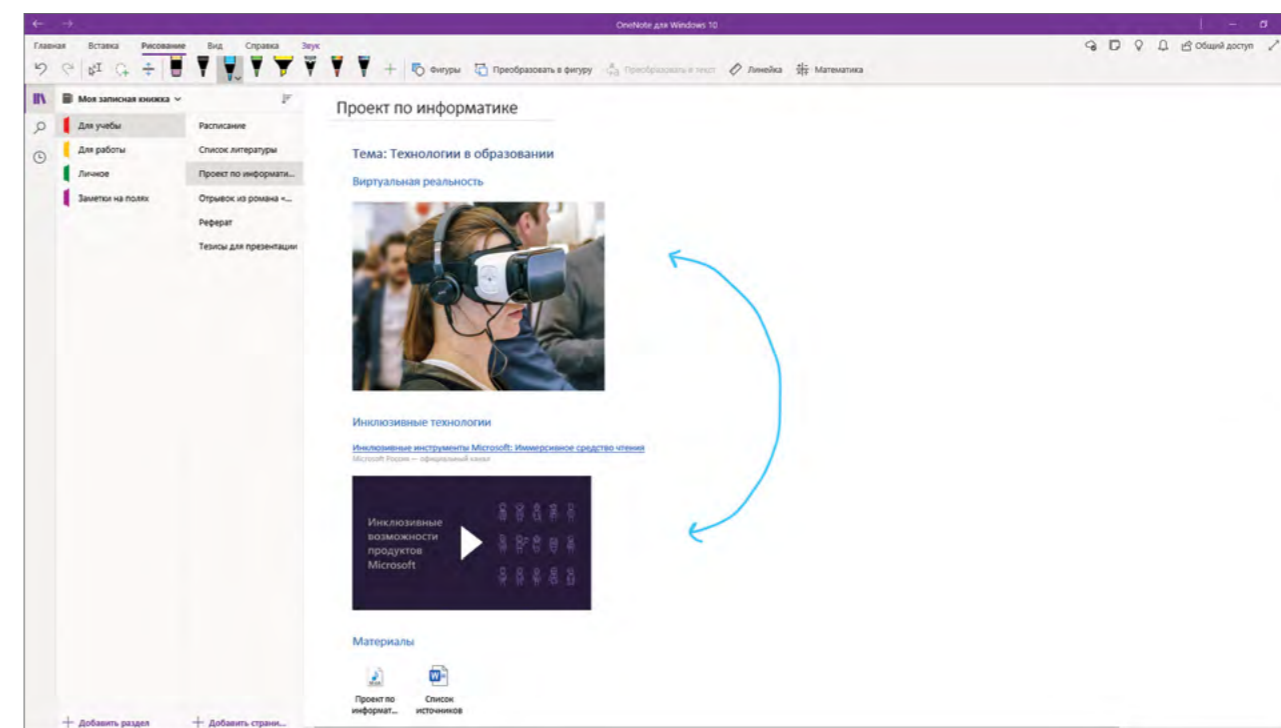 OneNote для Windows 10
Главная Вставка Рисование Вид Справка Звук
Общий доступ
Фигуры Преобразовать в фигуру Преобразовать в текст Линейка Математика
Моя записная книжка
Для учебы
Для работы
Личное
Заметки на полях
Расписание
Список литературы
Проект по информати...
Отрывок из романа «...
Реферат
Тезисы для презентации
Проект по информатике
Тема: Технологии в образовании
Виртуальная реальность
Инклюзивные технологии
Инклюзивные инструменты Microsoft: Иммерсивное средство чтения
Microsoft Россия — официальный канал
Инклюзивные
возможности
продуктов
Microsoft
Материалы
Проект по
информат...
Список
источников
Добавить раздел
Добавить страни...